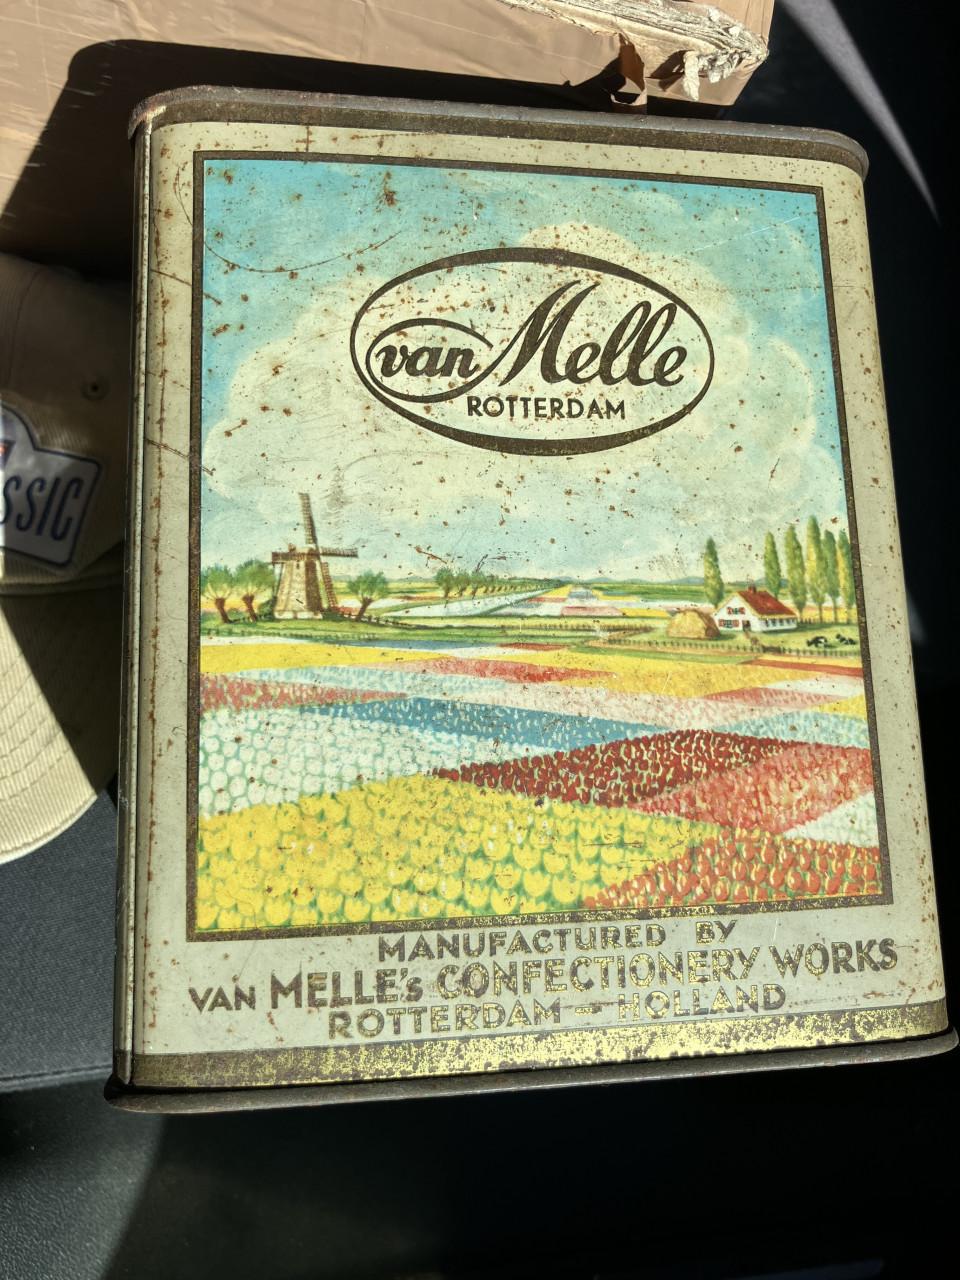 van Melle
ROTTERDAM
SSIC
MANUFACTURED BY
VAN MELLE's CONFECTIONERY WORKS
ROTTERDAM - HOLLAND